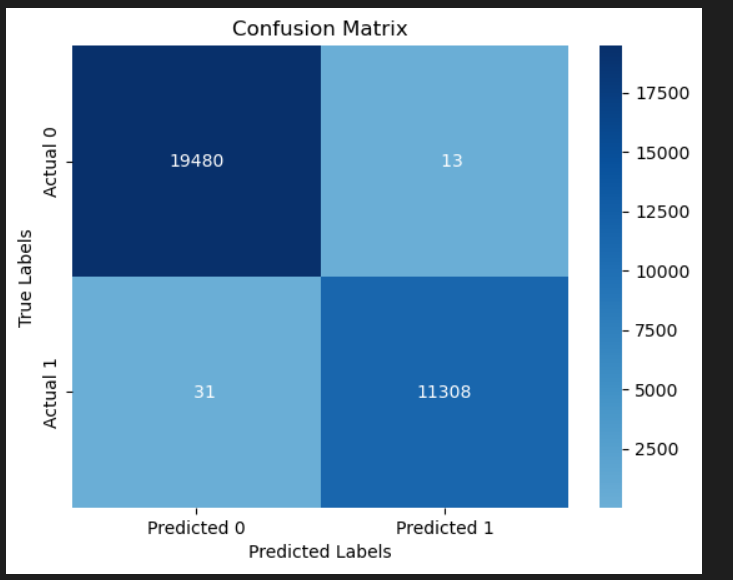 Confusion Matrix
Actual 0
19480
13
Actual 1
31
11308
True Labels
Predicted 0
Predicted 1
Predicted Labels
17500
15000
12500
10000
7500
5000
2500